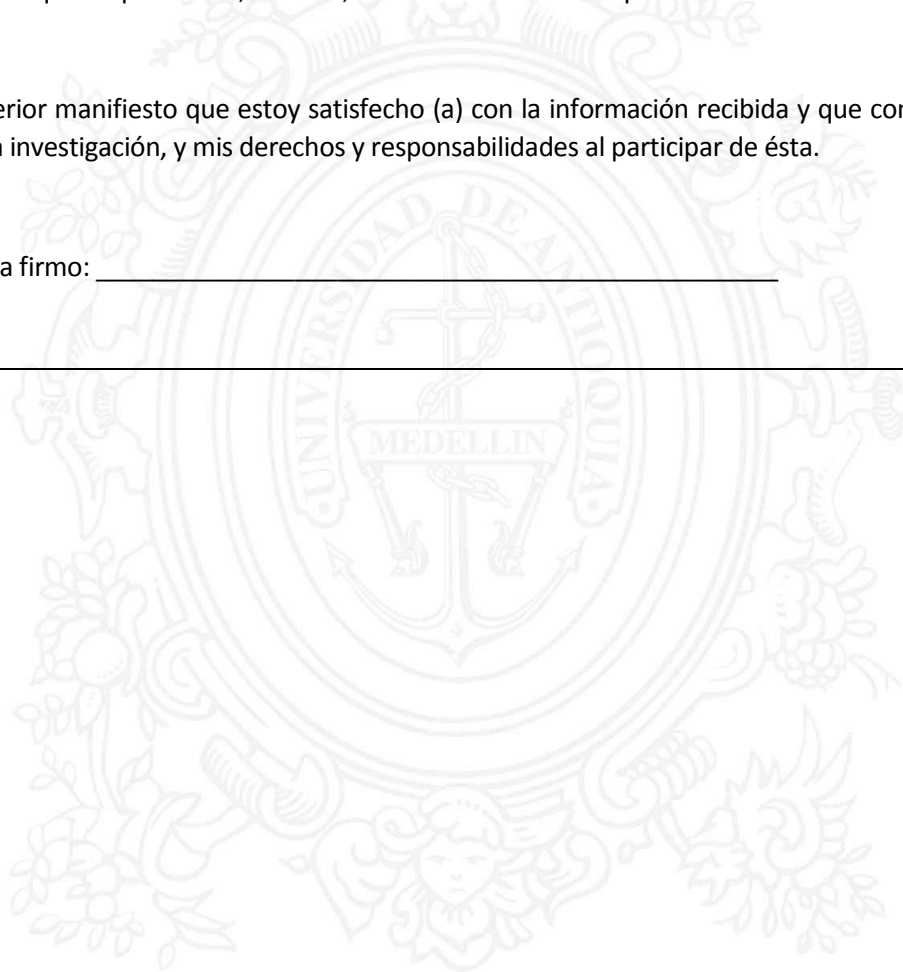 erior manifiesto que estoy satisfecho (a) con la información recibida y que
investigación, y mis derechos y responsabilidades al participar de ésta.
a firmo: ________________________________________________
UNIVERSIDAD DE ANTIOQUIA
MEDELLIN